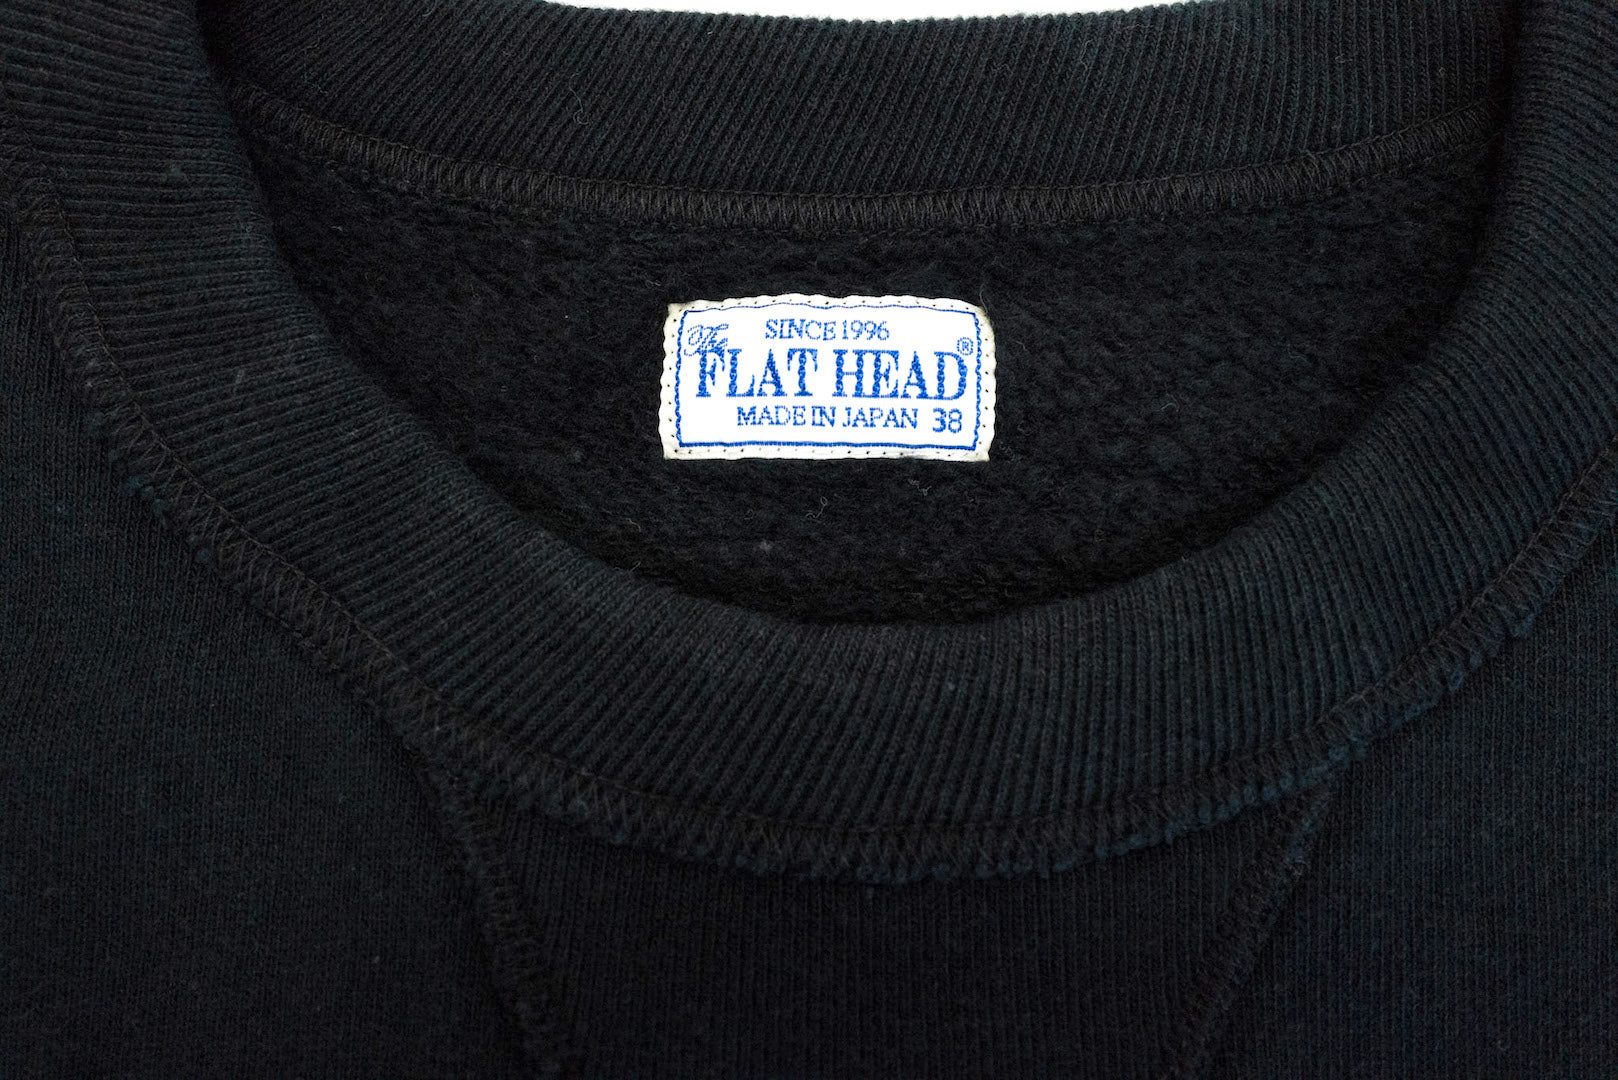 SINCE 1996
The
FLAT HEAD®
MADE IN JAPAN 38